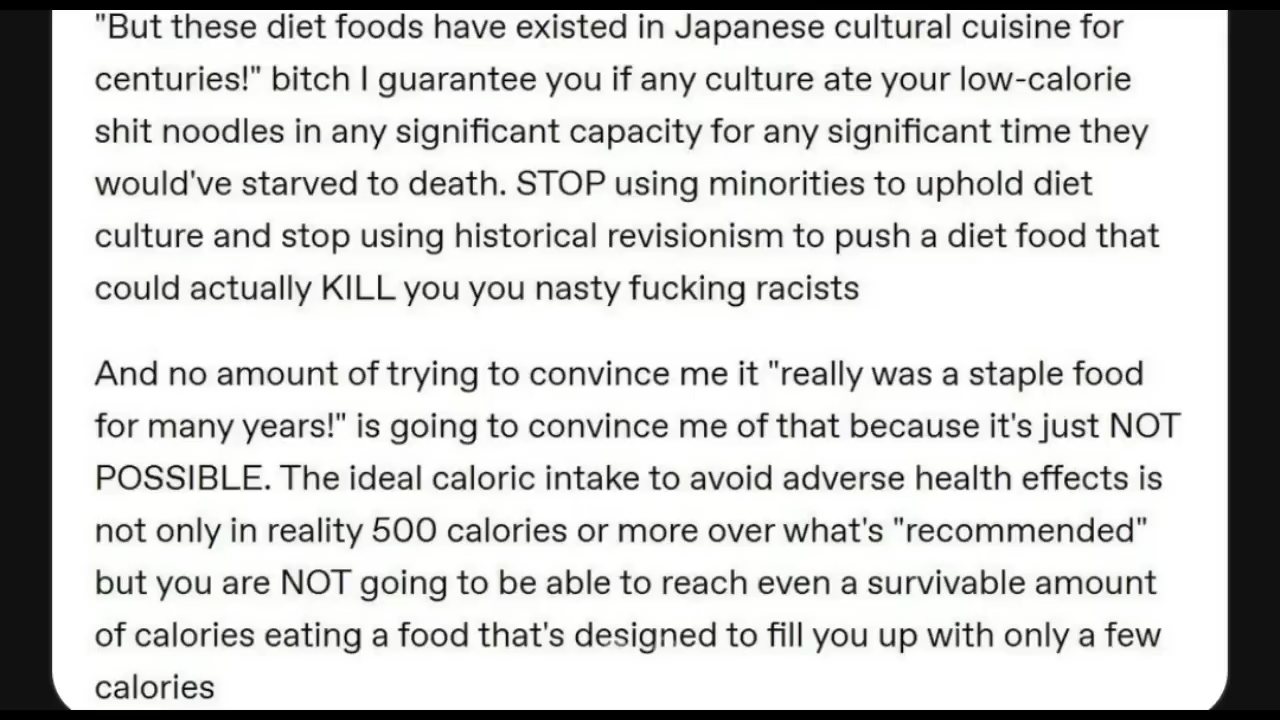 "But these diet foods have existed in Japanese cultural cuisine for
centuries!" bitch I guarantee you if any culture ate your low-calorie
shit noodles in any significant capacity for any significant time they
would've starved to death. STOP using minorities to uphold diet
culture and stop using historical revisionism to push a diet food that
could actually KILL you you nasty fucking racists
And no amount of trying to convince me it "really was a staple food
for many years!" is going to convince me of that because it's just NOT
POSSIBLE. The ideal caloric intake to avoid adverse health effects is
not only in reality 500 calories or more over what's "recommended"
but you are NOT going to be able to reach even a survivable amount
of calories eating a food that's designed to fill you up with only a few
calories